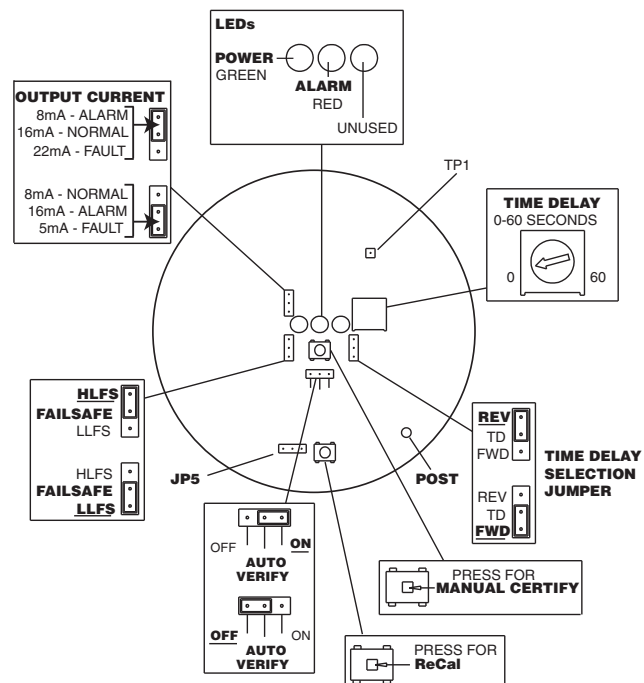 LEDs
POWER
GREEN
ALARM
RED
UNUSED
OUTPUT CURRENT
8mA - ALARM
16mA - NORMAL
22mA - FAULT
8mA - NORMAL
16mA - ALARM
5mA - FAULT
TP1
TIME DELAY
0-60 SECONDS
0 60
HLFS
FAILSAFE
LLFS
HLFS
FAILSAFE
LLFS
REV
TD
FWD
REV
TD
FWD
TIME DELAY
SELECTION
JUMPER
JP5
POST
OFF ON
AUTO
VERIFY
OFF ON
AUTO
VERIFY
PRESS FOR
MANUAL CERTIFY
PRESS FOR
ReCal